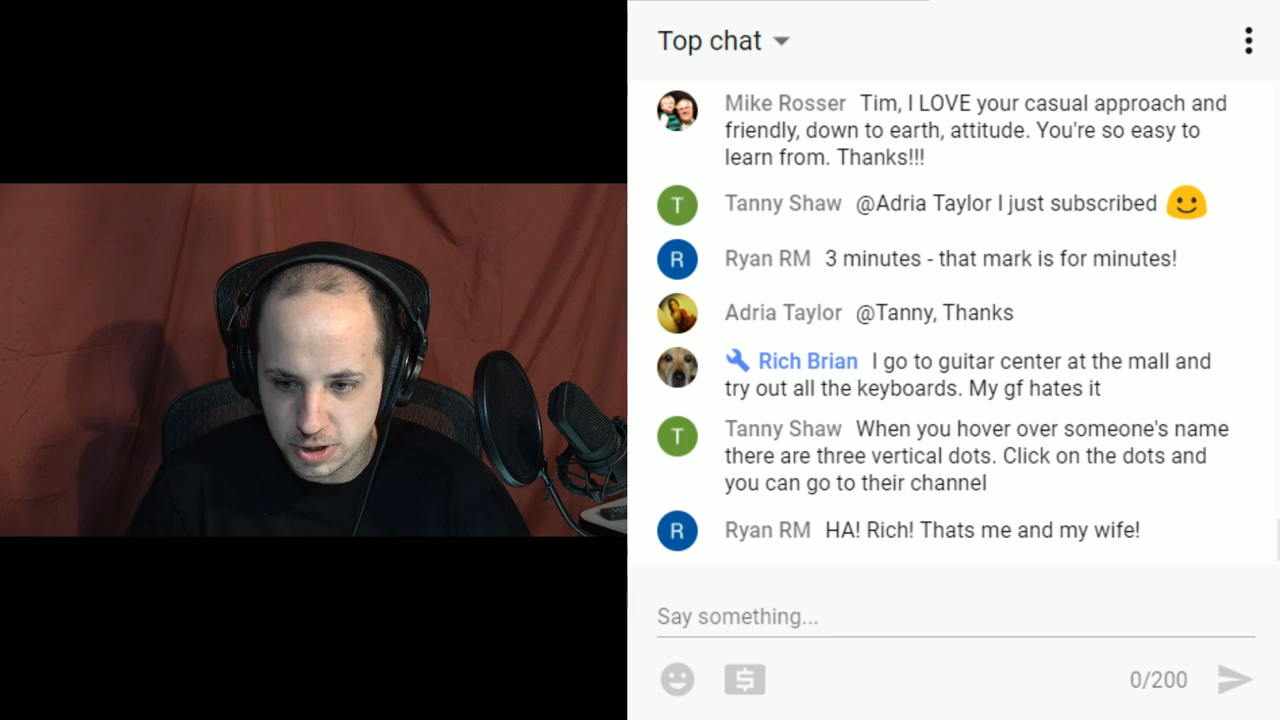 Top chat
Mike Rosser Tim, I LOVE your casual approach and
friendly, down to earth, attitude. You're so easy to
learn from. Thanks!!!
T Tanny Shaw @Adria Taylor I just subscribed
R Ryan RM 3 minutes - that mark is for minutes!
Adria Taylor @Tanny, Thanks
Rich Brian I go to guitar center at the mall and
try out all the keyboards. My gf hates it
T Tanny Shaw When you hover over someone's name
there are three vertical dots. Click on the dots and
you can go to their channel
R Ryan RM HA! Rich! Thats me and my wife!
Say something...
$ 0/200